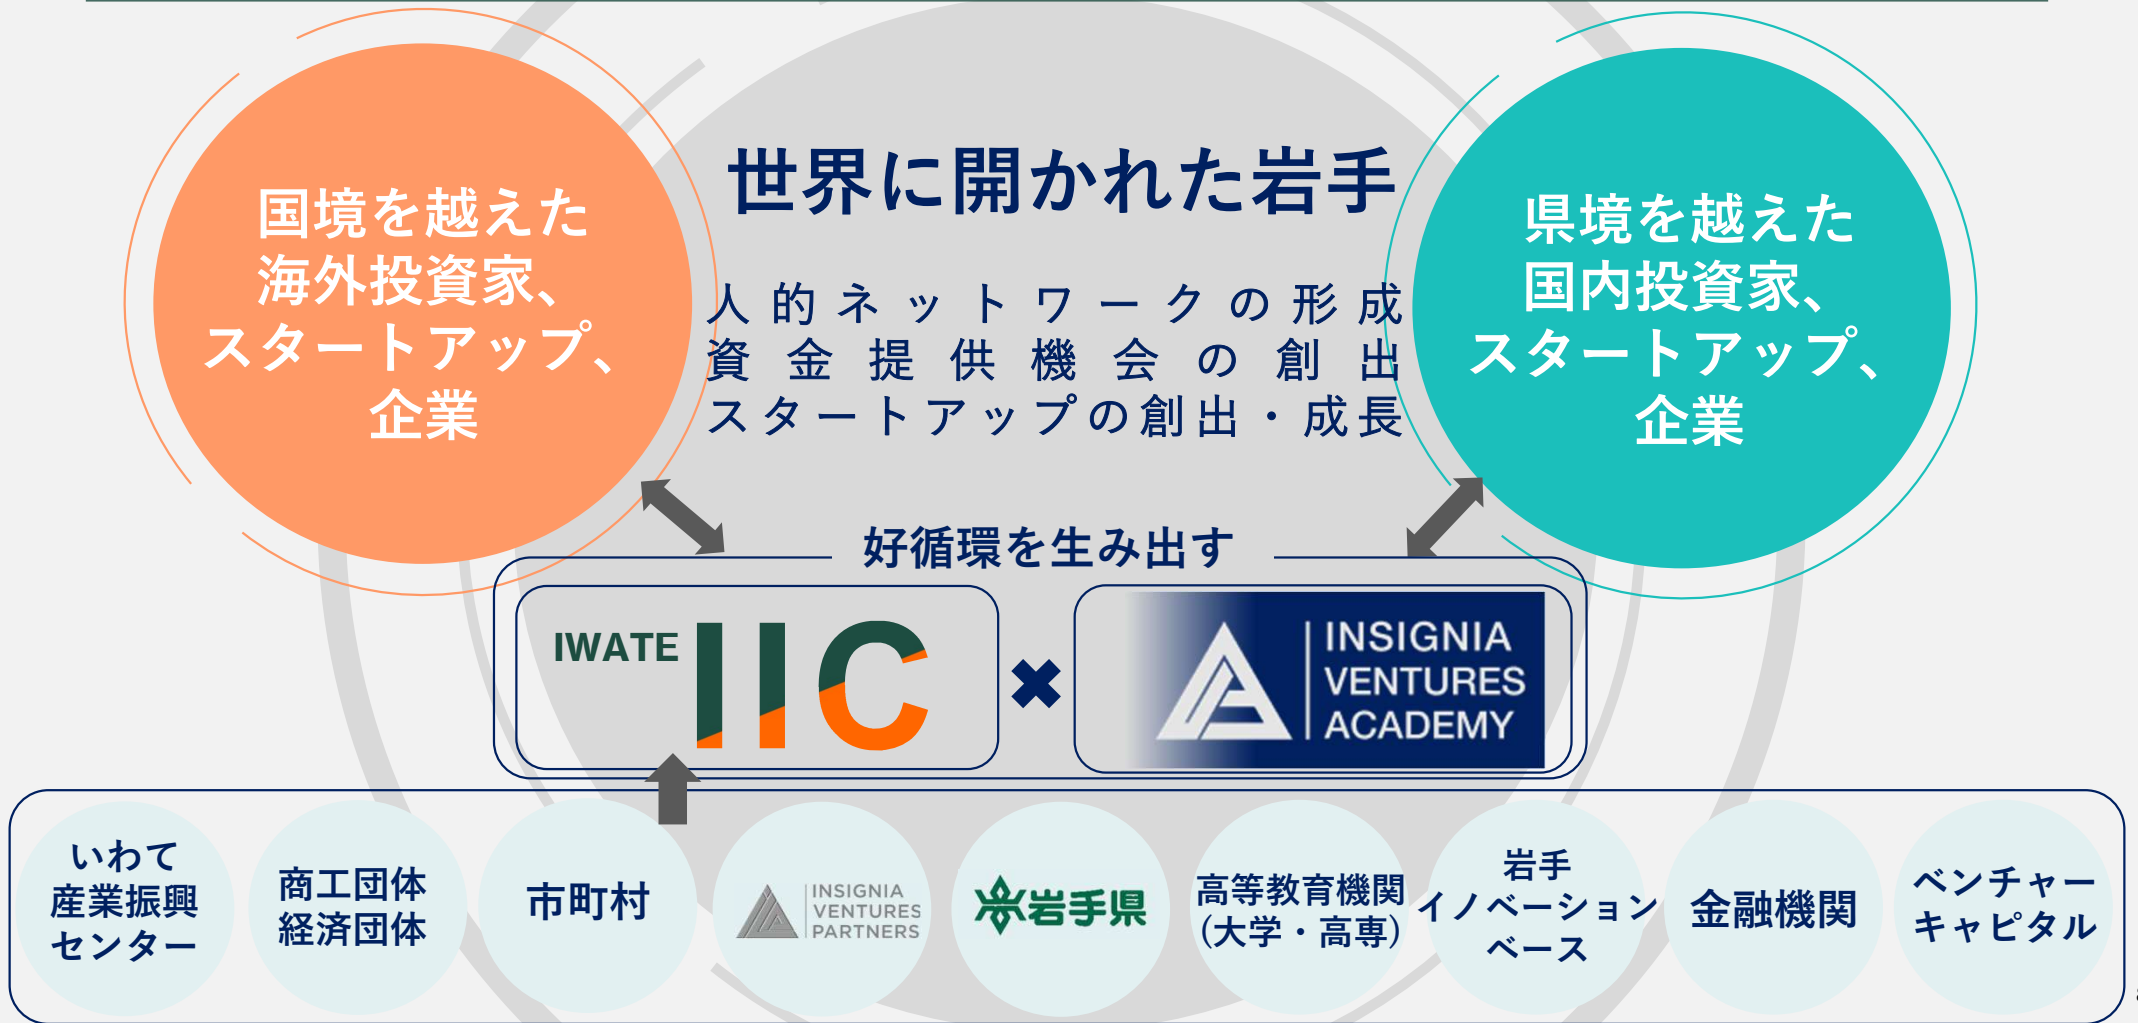 世界に開かれた岩手
国境を越えた
海外投資家、
スタートアップ、
企業
人的ネットワークの形成
資金提供機会の創出
スタートアップの創出・成長
県境を越えた
国内投資家、
スタートアップ、
企業
好循環を生み出す
IWATE IIC
INSIGNIA
VENTURES
ACADEMY
いわて
産業振興
センター
商工団体
経済団体
市町村
INSIGNIA
VENTURES
PARTNERS
岩手県
高等教育機関
(大学・高専)
岩手
イノベーション
ベース
金融機関
ベンチャー
キャピタル